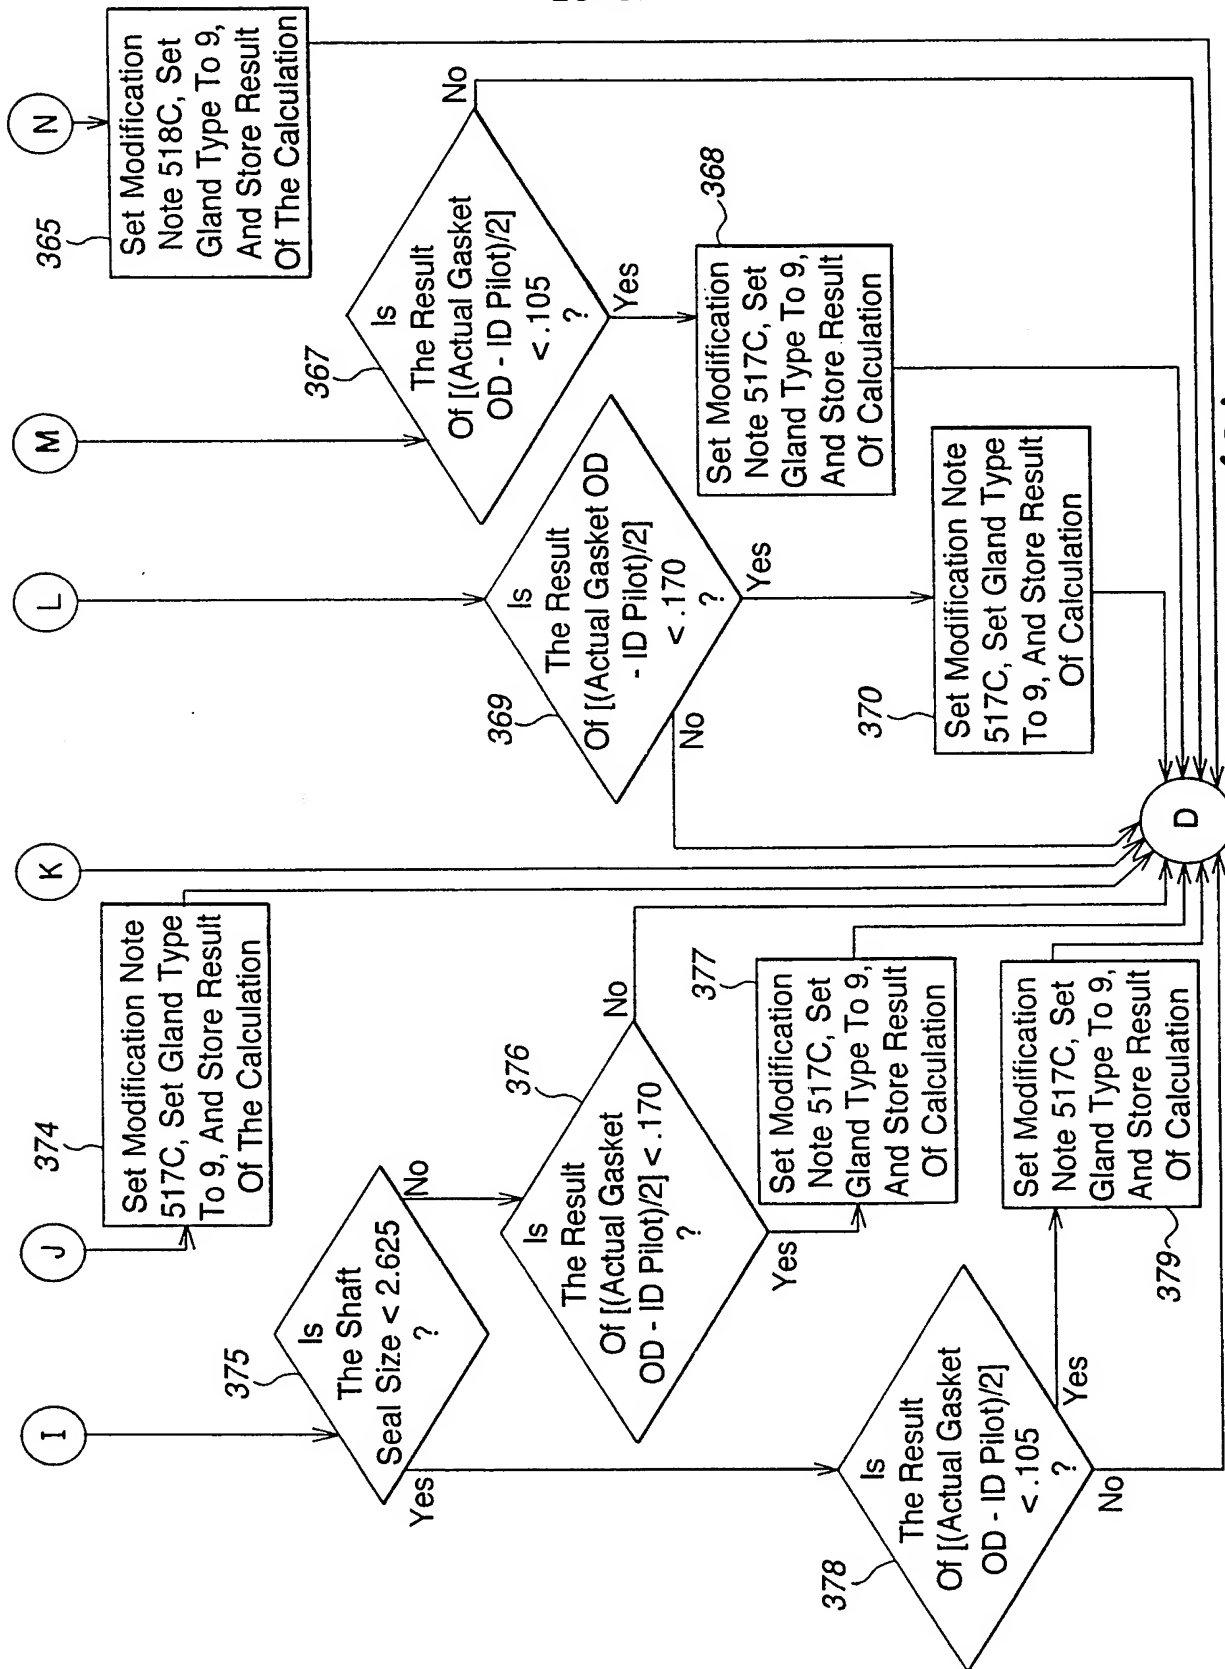 I
J
K
L
M
N
375
Is
The Shaft
Seal Size < 2.625
?
Yes
No
374
Set Modification Note
517C, Set Gland Type
To 9, And Store Result
Of The Calculation
376
Is
The Result
Of [(Actual Gasket
OD - ID Pilot)/2] < .170
?
No
Yes
377
Set Modification
Note 517C, Set
Gland Type To 9,
And Store Result
Of Calculation
378
Is
The Result
Of [(Actual Gasket
OD - ID Pilot)/2]
< .105
?
Yes
No
379
Set Modification
Note 517C, Set
Gland Type To 9,
And Store Result
Of Calculation
369
Is
The Result
Of [(Actual Gasket OD
- ID Pilot)/2]
< .170
?
No
Yes
370
Set Modification Note
517C, Set Gland Type
To 9, And Store Result
Of Calculation
367
Is
The Result
Of [(Actual Gasket
OD - ID Pilot)/2]
< .105
?
No
Yes
368
Set Modification
Note 517C, Set
Gland Type To 9,
And Store Result
Of Calculation
365
Set Modification
Note 518C, Set
Gland Type To 9,
And Store Result
Of The Calculation
D